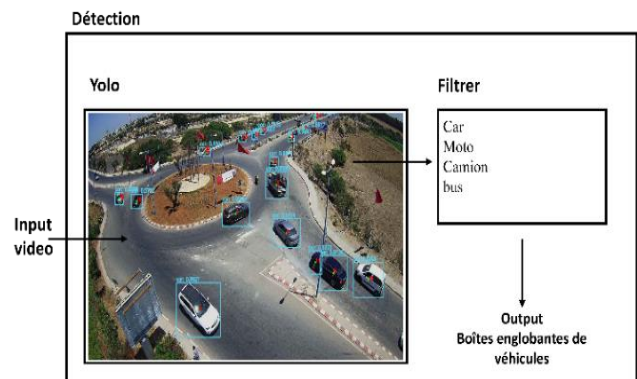 Détection
Yolo
Filtrer
Car
Moto
Camion
bus
Input
video
Output
Boîtes englobantes de
véhicules